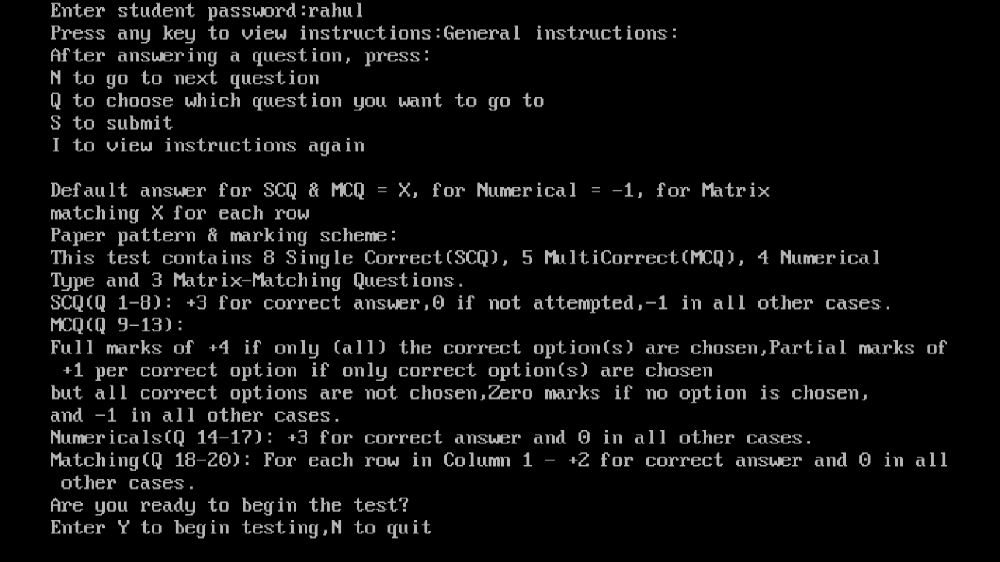 Enter student password:rahul
Press any key to view instructions:General instructions:
After answering a question, press:
N to go to next question
Q to choose which question you want to go to
S to submit
I to view instructions again
Default answer for SCQ & MCQ = X, for Numerical = -1, for Matrix
matching X for each row
Paper pattern & marking scheme:
This test contains 8 Single Correct(SCQ), 5 MultiCorrect(MCQ), 4 Numerical
Type and 3 Matrix-Matching Questions.
SCQ(Q 1-8): +3 for correct answer,0 if not attempted,-1 in all other cases.
MCQ(Q 9-13):
Full marks of +4 if only (all) the correct option(s) are chosen,Partial marks of
+1 per correct option if only correct option(s) are chosen
but all correct options are not chosen,Zero marks if no option is chosen,
and -1 in all other cases.
Numericals(Q 14-17): +3 for correct answer and 0 in all other cases.
Matching(Q 18-20): For each row in Column 1 - +2 for correct answer and 0 in all
other cases.
Are you ready to begin the test?
Enter Y to begin testing,N to quit